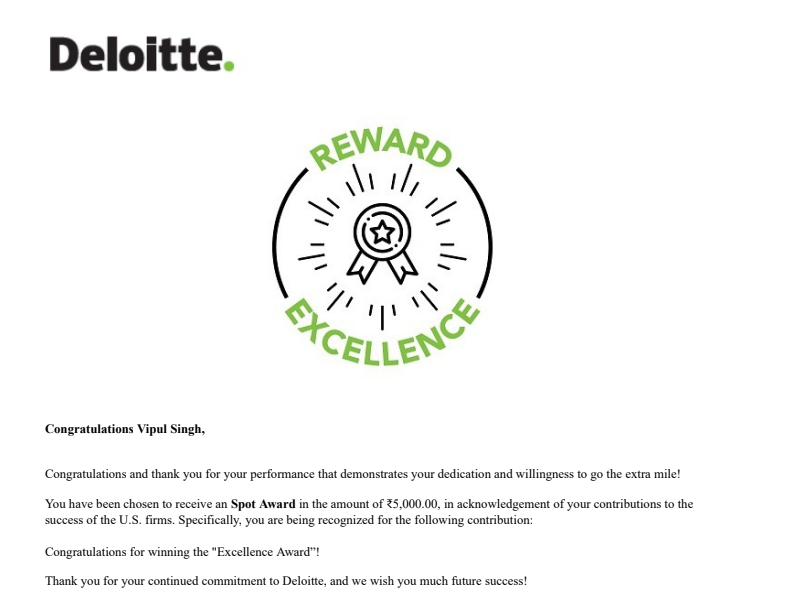 Deloitte.
REWARD
EXCELLENCE
Congratulations Vipul Singh,
Congratulations and thank you for your performance that demonstrates your dedication and willingness to go the extra mile!
You have been chosen to receive an Spot Award in the amount of ₹5,000.00, in acknowledgement of your contributions to the
success of the U.S. firms. Specifically, you are being recognized for the following contribution:
Congratulations for winning the "Excellence Award”!
Thank you for your continued commitment to Deloitte, and we wish you much future success!